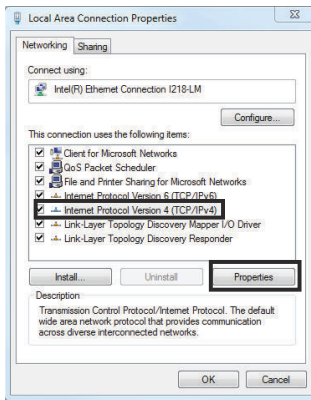 Local Area Connection Properties
Networking Sharing
Connect using:
Intel(R) Ethernet Connection I218-LM
Configure...
This connection uses the following items:
Client for Microsoft Networks
QoS Packet Scheduler
File and Printer Sharing for Microsoft Networks
Internet Protocol Version 6 (TCP/IPv6)
Internet Protocol Version 4 (TCP/IPv4)
Link-Layer Topology Discovery Mapper I/O Driver
Link-Layer Topology Discovery Responder
Install... Uninstall Properties
Description
Transmission Control Protocol/Internet Protocol. The default
wide area network protocol that provides communication
across diverse interconnected networks.
OK Cancel